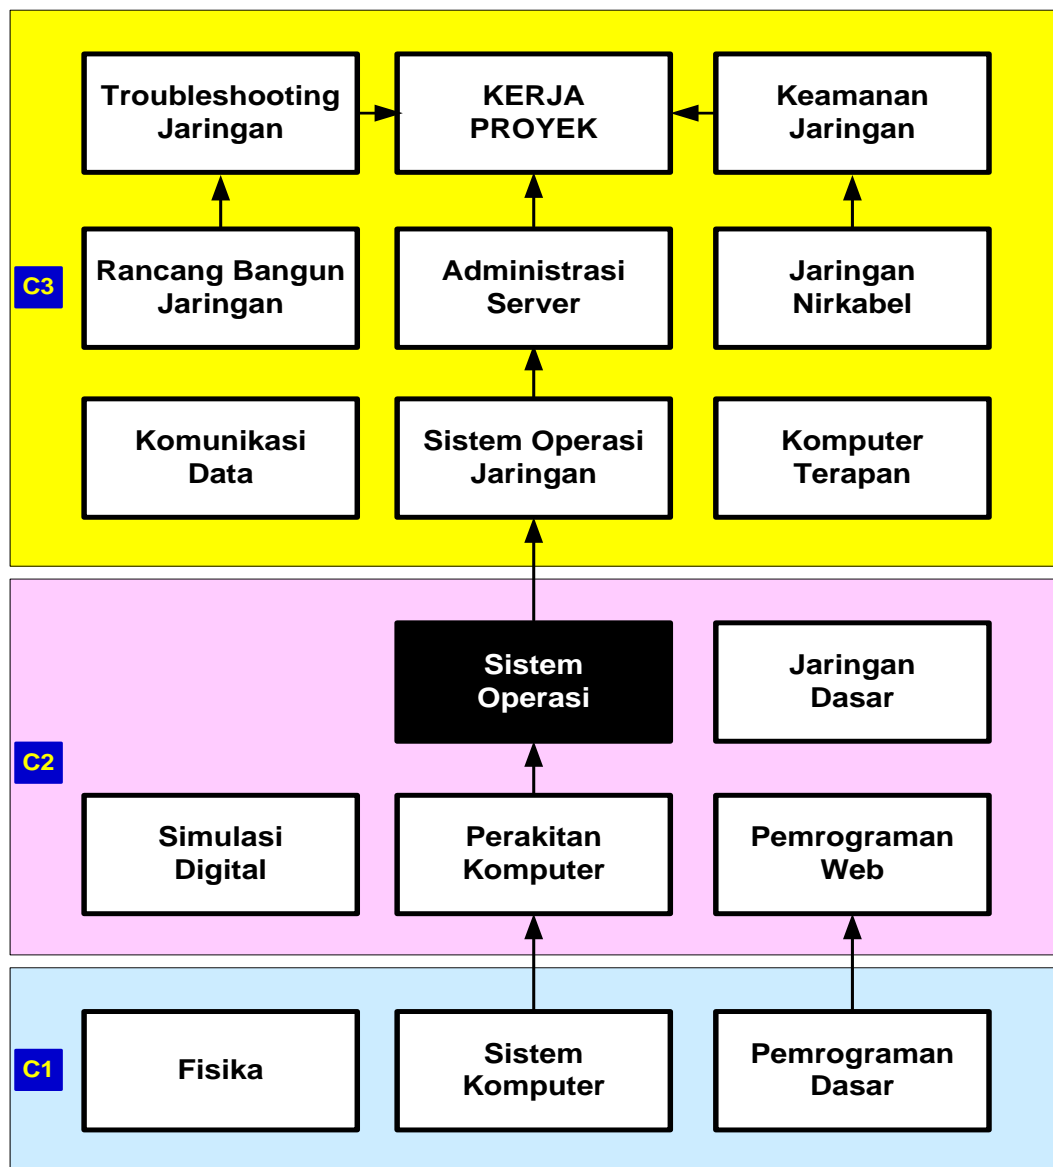 Troubleshooting
Jaringan
KERJA
PROYEK
Keamanan
Jaringan
C3
Rancang Bangun
Jaringan
Administrasi
Server
Jaringan
Nirkabel
Komunikasi
Data
Sistem Operasi
Jaringan
Komputer
Terapan
Sistem
Operasi
Jaringan
Dasar
C2
Simulasi
Digital
Perakitan
Komputer
Pemrograman
Web
C1
Fisika
Sistem
Komputer
Pemrograman
Dasar